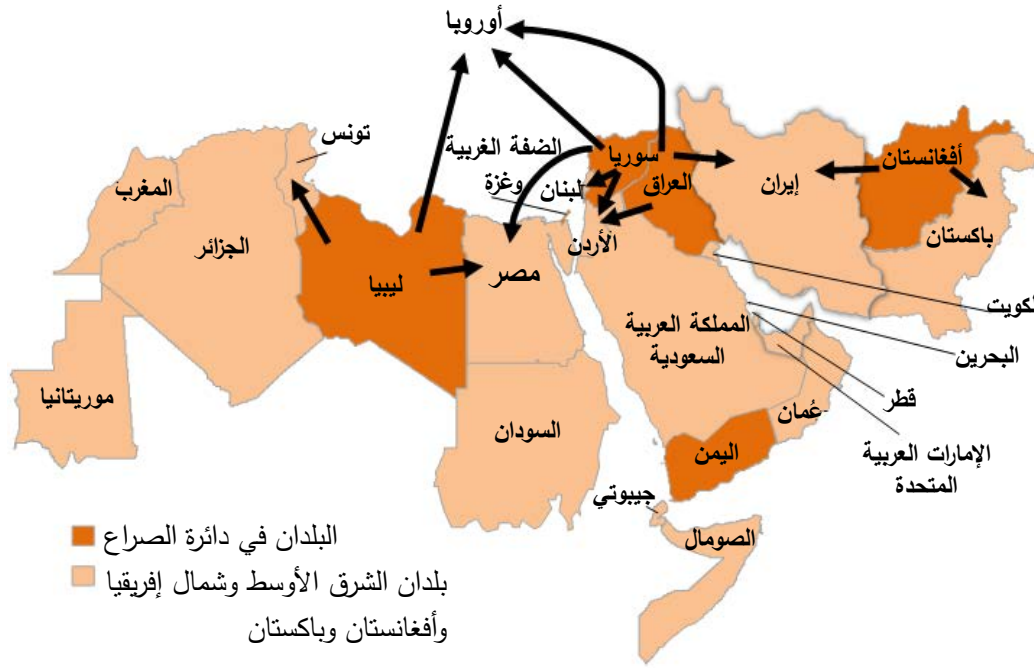 أوروبا
تونس
الضفة الغربية
وغزة
لبنان
سوريا
العراق
إيران
أفغانستان
المغرب
الجزائر
ليبيا
مصر
الأردن
باكستان
لكويت
المملكة العربية
السعودية
البحرين
موريتانيا
السودان
قطر
عُمان
اليمن
الإمارات العربية
المتحدة
جيبوتي
الصومال
البلدان في دائرة الصراع
بلدان الشرق الأوسط وشمال إفريقيا
وأفغانستان وباكستان